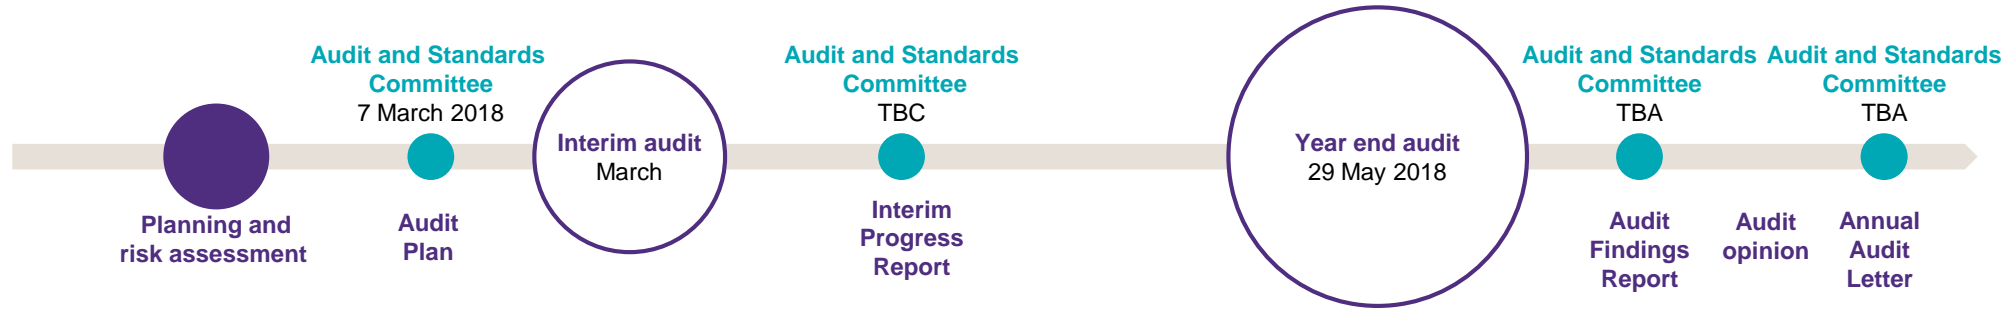 Audit and Standards
Committee
7 March 2018
Audit and Standards
Committee
TBC
Audit and Standards
Committee
TBA
Audit and Standards
Committee
TBA
Interim audit
March
Year end audit
29 May 2018
Planning and
risk assessment
Audit
Plan
Interim
Progress
Report
Audit
Findings
Report
Audit
opinion
Annual
Audit
Letter